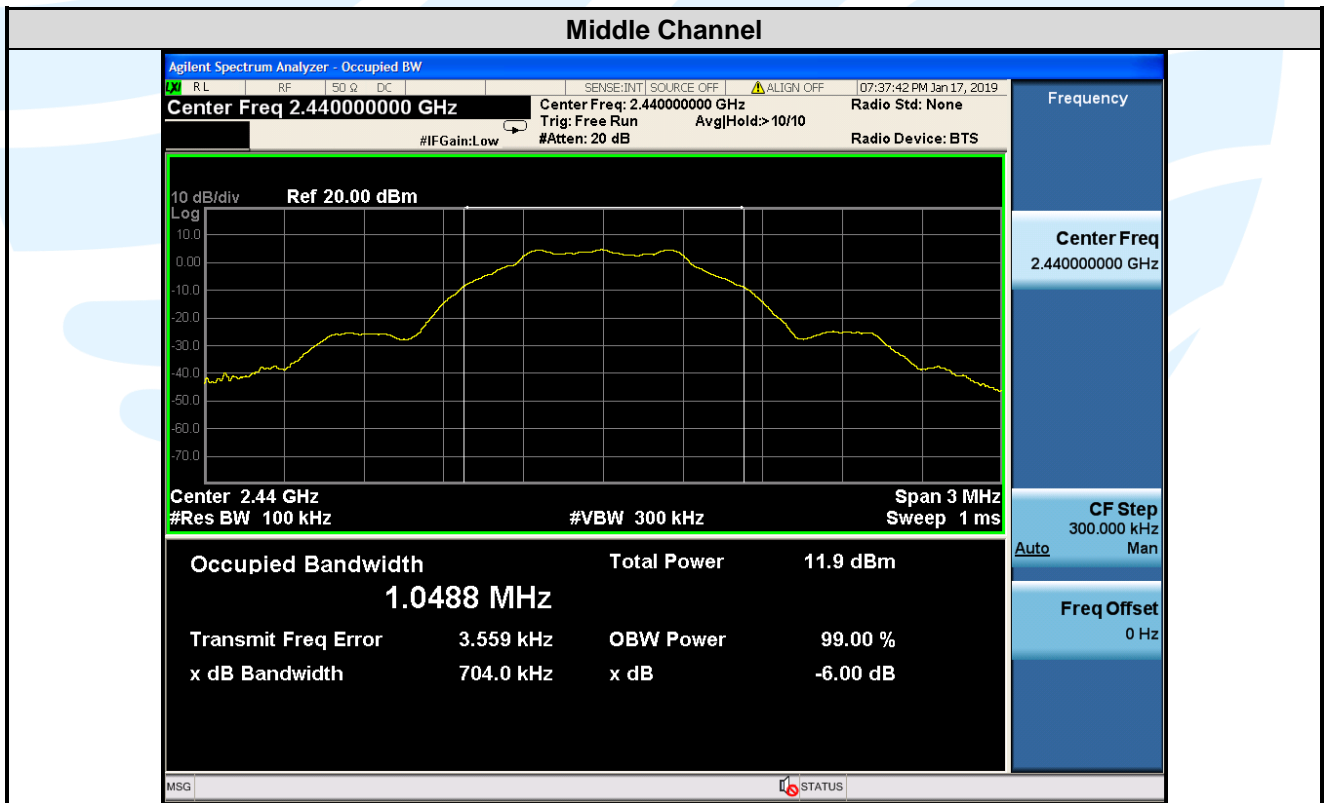 Middle Channel
Agilent Spectrum Analyzer - Occupied BW
LXI RL RF 50 Ω DC SENSE:INT SOURCE OFF ALIGN OFF 07:37:42 PM Jan 17, 2019
Center Freq 2.440000000 GHz
Center Freq: 2.440000000 GHz
Radio Std: None
Trig: Free Run Avg|Hold:> 10/10
#IFGain:Low
#Atten: 20 dB
Radio Device: BTS
Frequency
10 dB/div Ref 20.00 dBm
Log
10.0
0.00
-10.0
-20.0
-30.0
-40.0
-50.0
-60.0
-70.0
Center 2.44 GHz Span 3 MHz
#Res BW 100 kHz #VBW 300 kHz Sweep 1 ms
Occupied Bandwidth Total Power 11.9 dBm
1.0488 MHz
Transmit Freq Error 3.559 kHz OBW Power 99.00 %
x dB Bandwidth 704.0 kHz x dB -6.00 dB
Center Freq
2.440000000 GHz
CF Step
300.000 kHz
Auto Man
Freq Offset
0 Hz
MSG STATUS